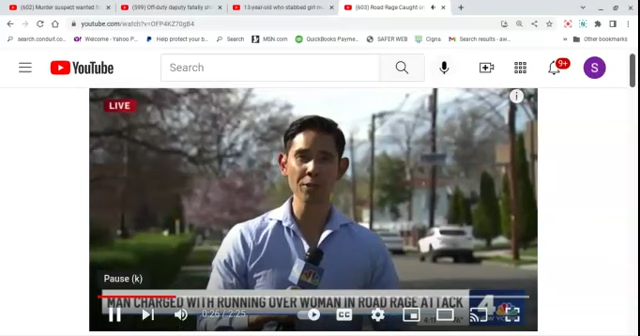 (602) Murder suspect wanted f
(599) Off-duty deputy fatally sh
13-year-old who stabbed girl m
(603) Road Rage Caught on
youtube.com/watch?v=OFP4KZ70gB4
search.conduit.co...
Welcome - Yahoo P...
Help protect your b...
Search
MSN.com
QuickBooks Payme...
SAFER WEB
Cigna
Search results - aw...
Other bookmarks
YouTube
Search
9+
S
LIVE
Pause (k)
MAN CHARGED WITH RUNNING OVER WOMAN IN ROAD RAGE ATTACK
4
0:26 / 2:25
CC